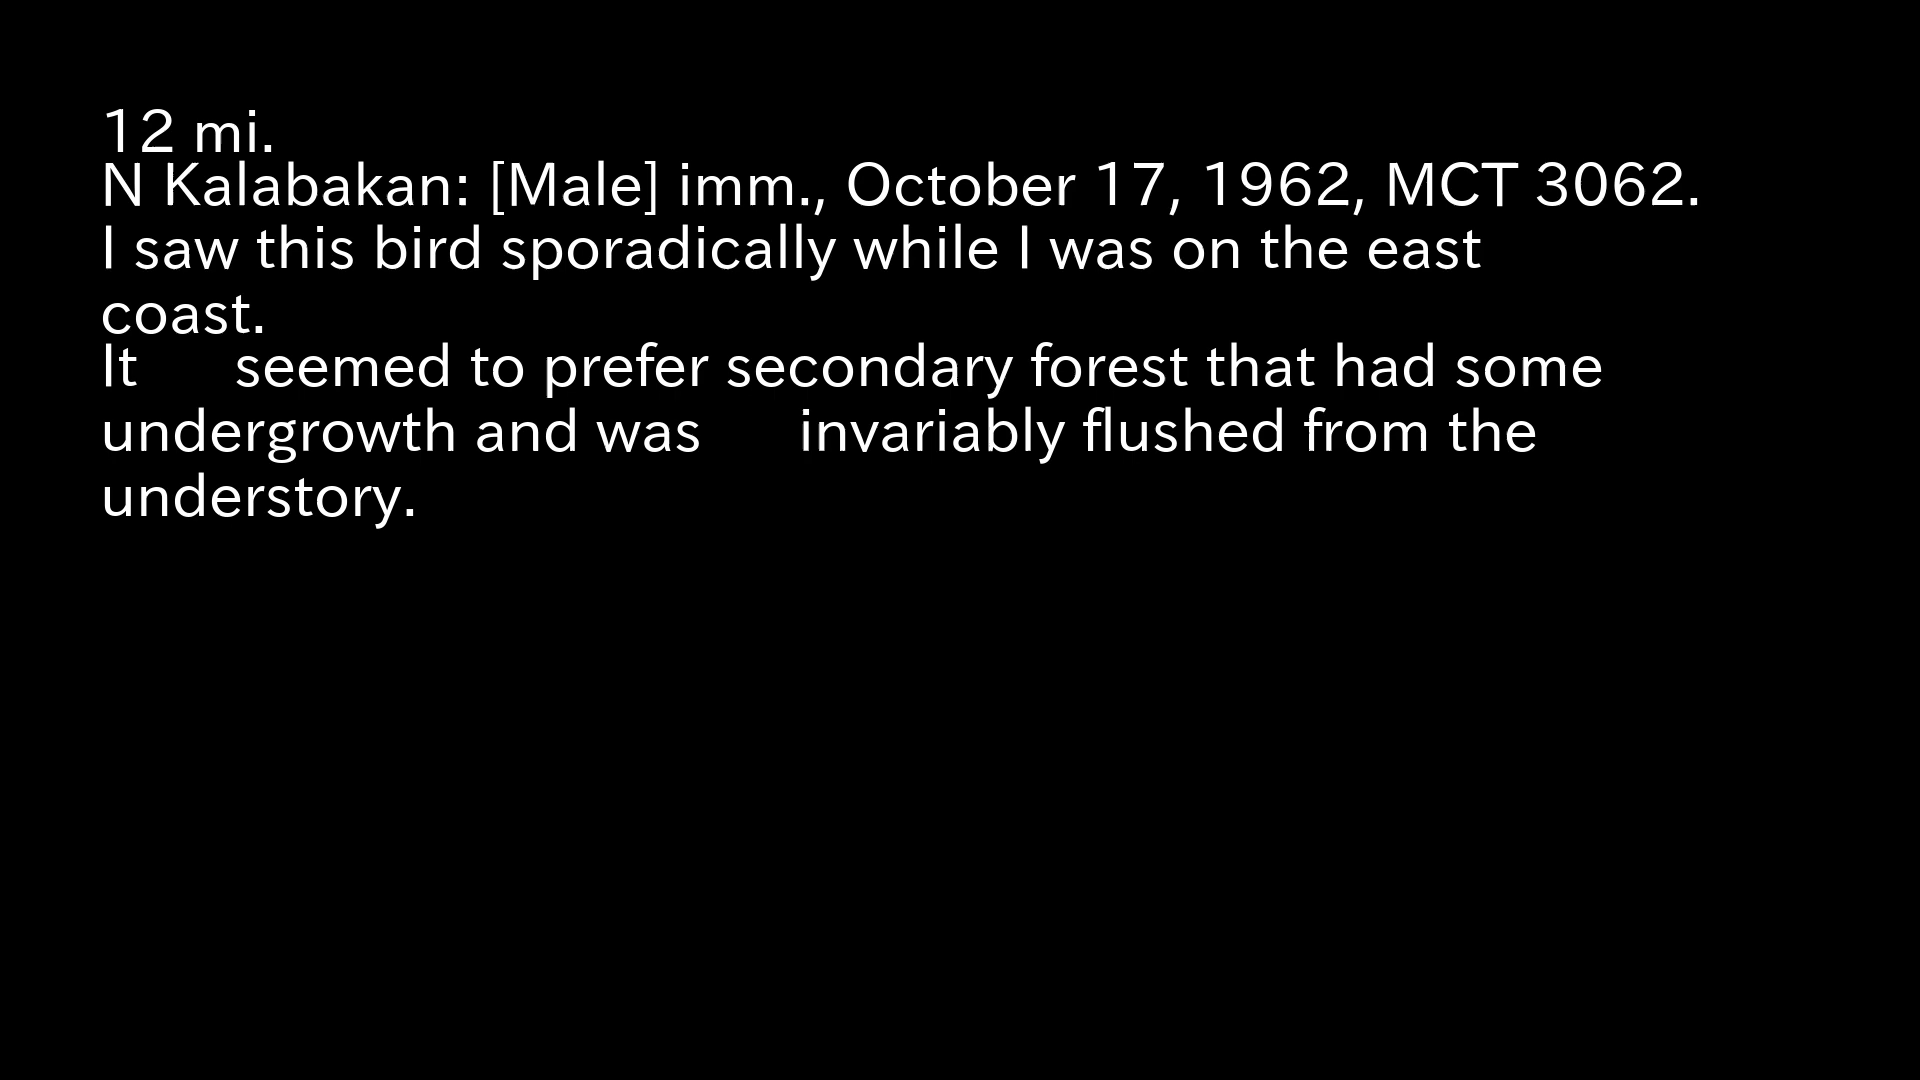 12 mi.
N Kalabakan: [Male] imm., October 17, 1962, MCT 3062.
I saw this bird sporadically while I was on the east
coast.
It seemed to prefer secondary forest that had some
undergrowth and was invariably flushed from the
understory.